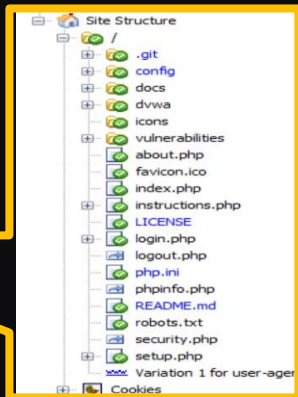 Site Structure
/
.git
config
docs
dvwa
icons
vulnerabilities
about.php
favicon.ico
index.php
instructions.php
LICENSE
login.php
logout.php
php.ini
phpinfo.php
README.md
robots.txt
security.php
setup.php
Variation 1 for user-agen
Cookies